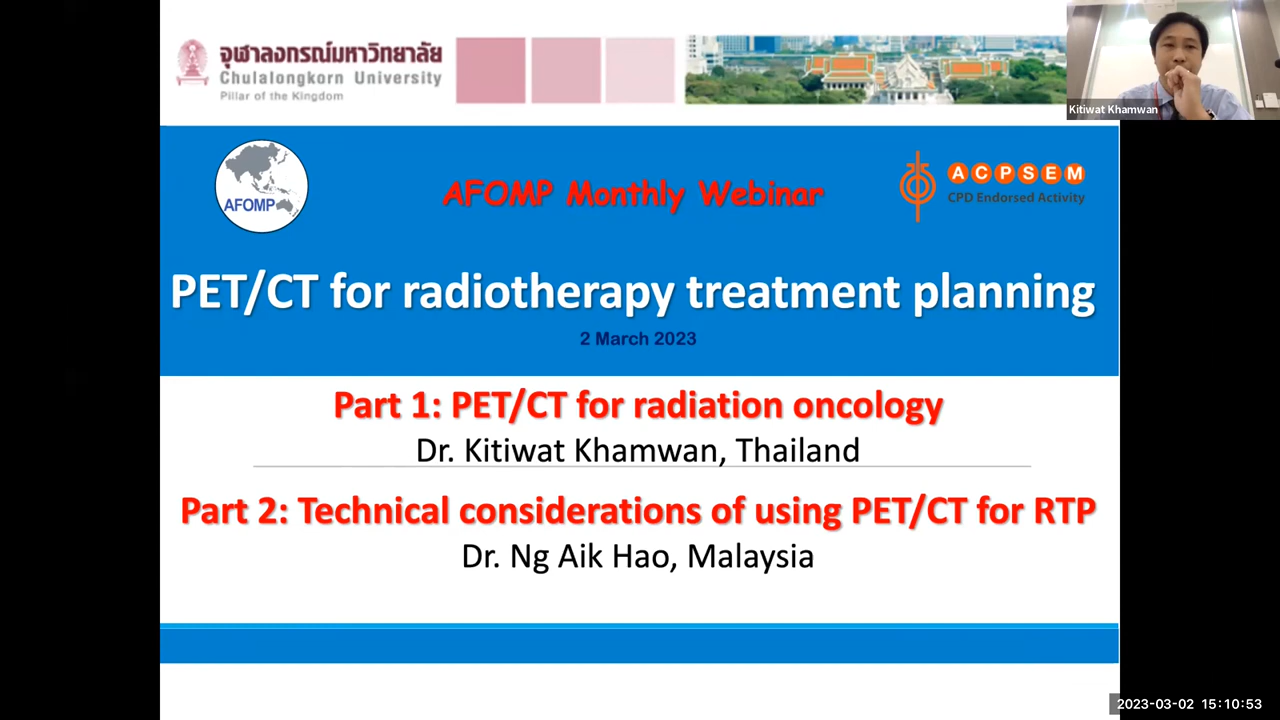 จุฬาลงกรณ์มหาวิทยาลัย
Chulalongkorn University
Pillar of the Kingdom
Kitiwat Khamwan
AFOMP
AFOMP Monthly Webinar
ACPSEM
CPD Endorsed Activity
PET/CT for radiotherapy treatment planning
2 March 2023
Part 1: PET/CT for radiation oncology
Dr. Kitiwat Khamwan, Thailand
Part 2: Technical considerations of using PET/CT for RTP
Dr. Ng Aik Hao, Malaysia
2023-03-02 15:10:53